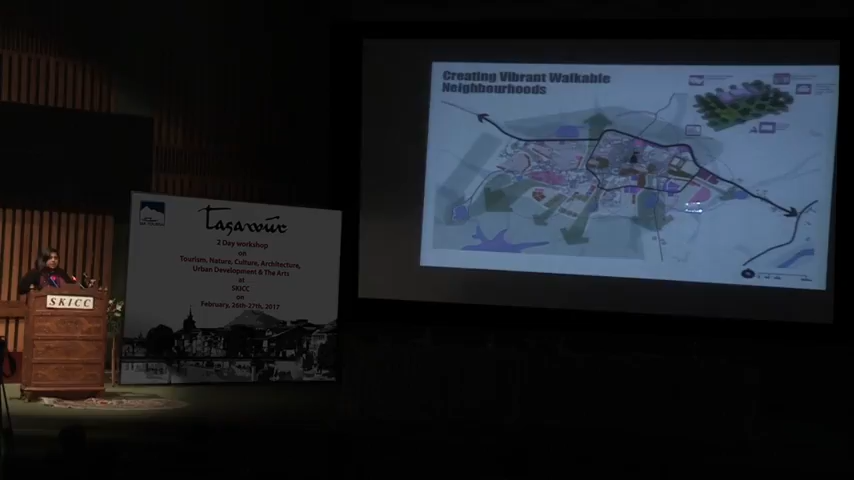 Creating Vibrant Walkable
Neighbourhoods
Tasawur
2 Day workshop
on
Tourism, Nature, Culture, Architecture,
Urban Development & The Arts
at
SKICC
on
February, 26th-27th, 2017
SKICC